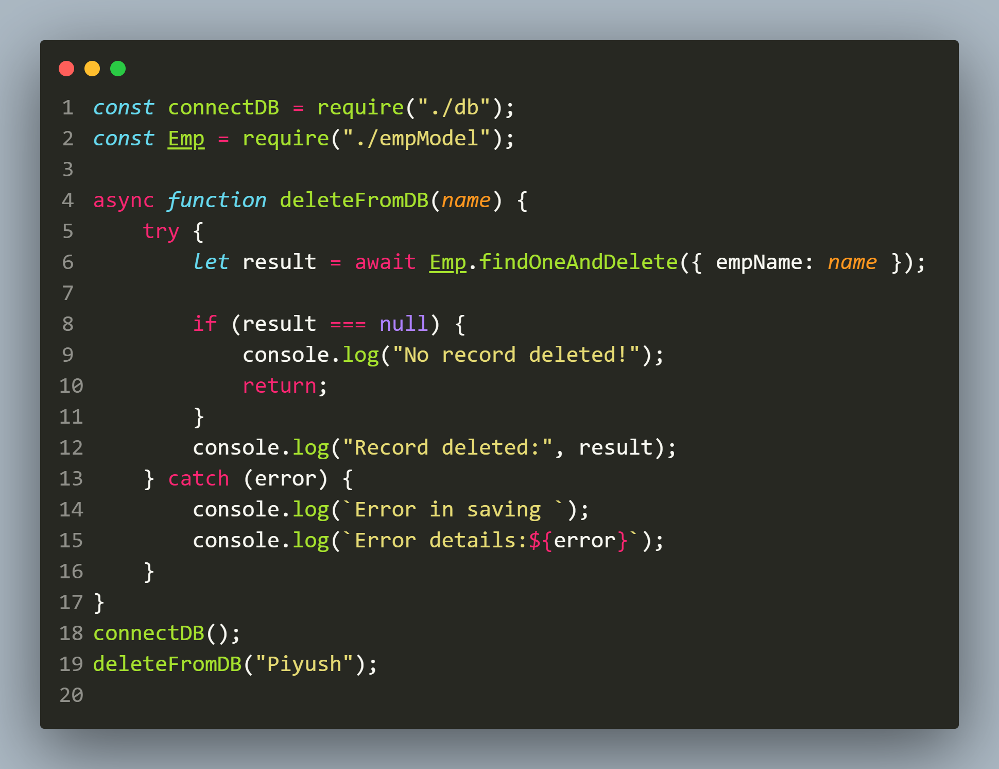 1 const connectDB = require("./db");
2 const Emp = require("./empModel");
3
4 async function deleteFromDB(name) {
5     try {
6         let result = await Emp.findOneAndDelete({ empName: name });
7
8         if (result === null) {
9             console.log("No record deleted!");
10             return;
11         }
12         console.log("Record deleted:", result);
13     } catch (error) {
14         console.log(`Error in saving `);
15         console.log(`Error details:${error}`);
16     }
17 }
18 connectDB();
19 deleteFromDB("Piyush");
20